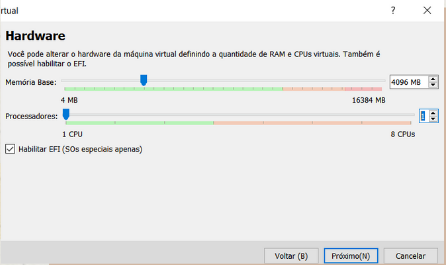 rtual
? ×
Hardware
Você pode alterar o hardware da máquina virtual definindo a quantidade de RAM e CPUs virtuais. Também é
possível habilitar o EFI.
Memória Base: 4096 MB
4 MB 16384 MB
Processadores: 1
1 CPU 8 CPUs
Habilitar EFI (SOs especiais apenas)
Voltar (B) Próximo(N) Cancelar